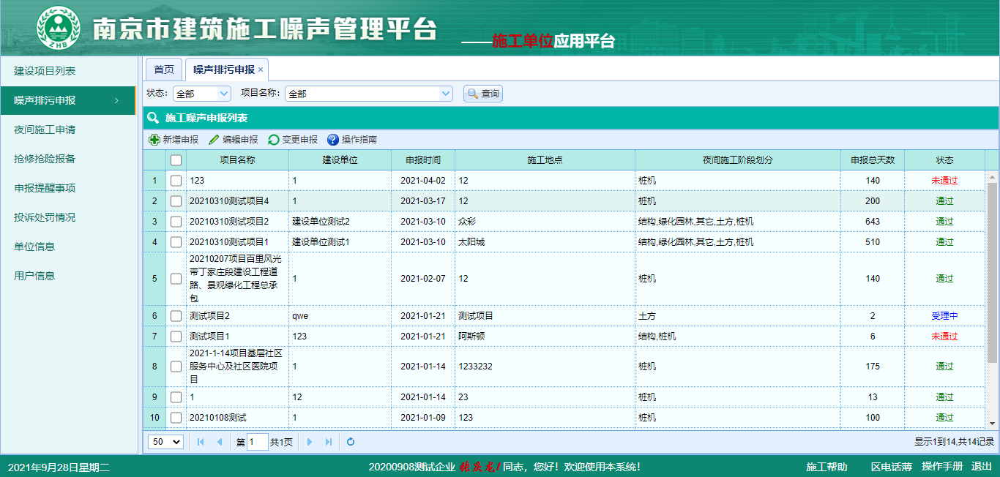 ZHB 南京市建筑施工噪声管理平台 ——施工单位应用平台
建设项目列表
噪声排污申报
夜间施工申请
抢修抢险报备
申报提醒事项
投诉处罚情况
单位信息
用户信息
首页 噪声排污申报 ×
状态: 全部 项目名称: 全部 查询
施工噪声申报列表
新增申报 编辑申报 变更申报 操作指南
项目名称 建设单位 申报时间 施工地点 夜间施工阶段划分 申报总天数 状态
1 123 1 2021-04-02 12 桩机 140 未通过
2 20210310测试项目4 1 2021-03-17 12 桩机 200 通过
3 20210310测试项目2 建设单位测试2 2021-03-10 众彩 结构,绿化园林,其它,土方,桩机 643 通过
4 20210310测试项目1 建设单位测试1 2021-03-10 太阳城 结构,绿化园林,其它,土方,桩机 510 通过
20210207项目百里风光
带丁家庄段建设工程道
5 1 2021-02-07 12 桩机 140 通过
路、景观绿化工程总承
包
6 测试项目2 qwe 2021-01-21 测试项目 土方 2 受理中
7 测试项目1 123 2021-01-21 阿斯顿 结构,桩机 6 未通过
2021-1-14项目基层社区
8 服务中心及社区医院项 1 2021-01-14 1233232 桩机 175 通过
目
9 1 12 2021-01-14 23 桩机 13 通过
10 20210108测试 1 2021-01-09 123 桩机 100 通过
50 第 1 共1页 显示1到14,共14记录
2021年9月28日星期二 20200908测试企业 同志，您好！欢迎使用本系统！ 施工帮助 区电话薄 操作手册 退出